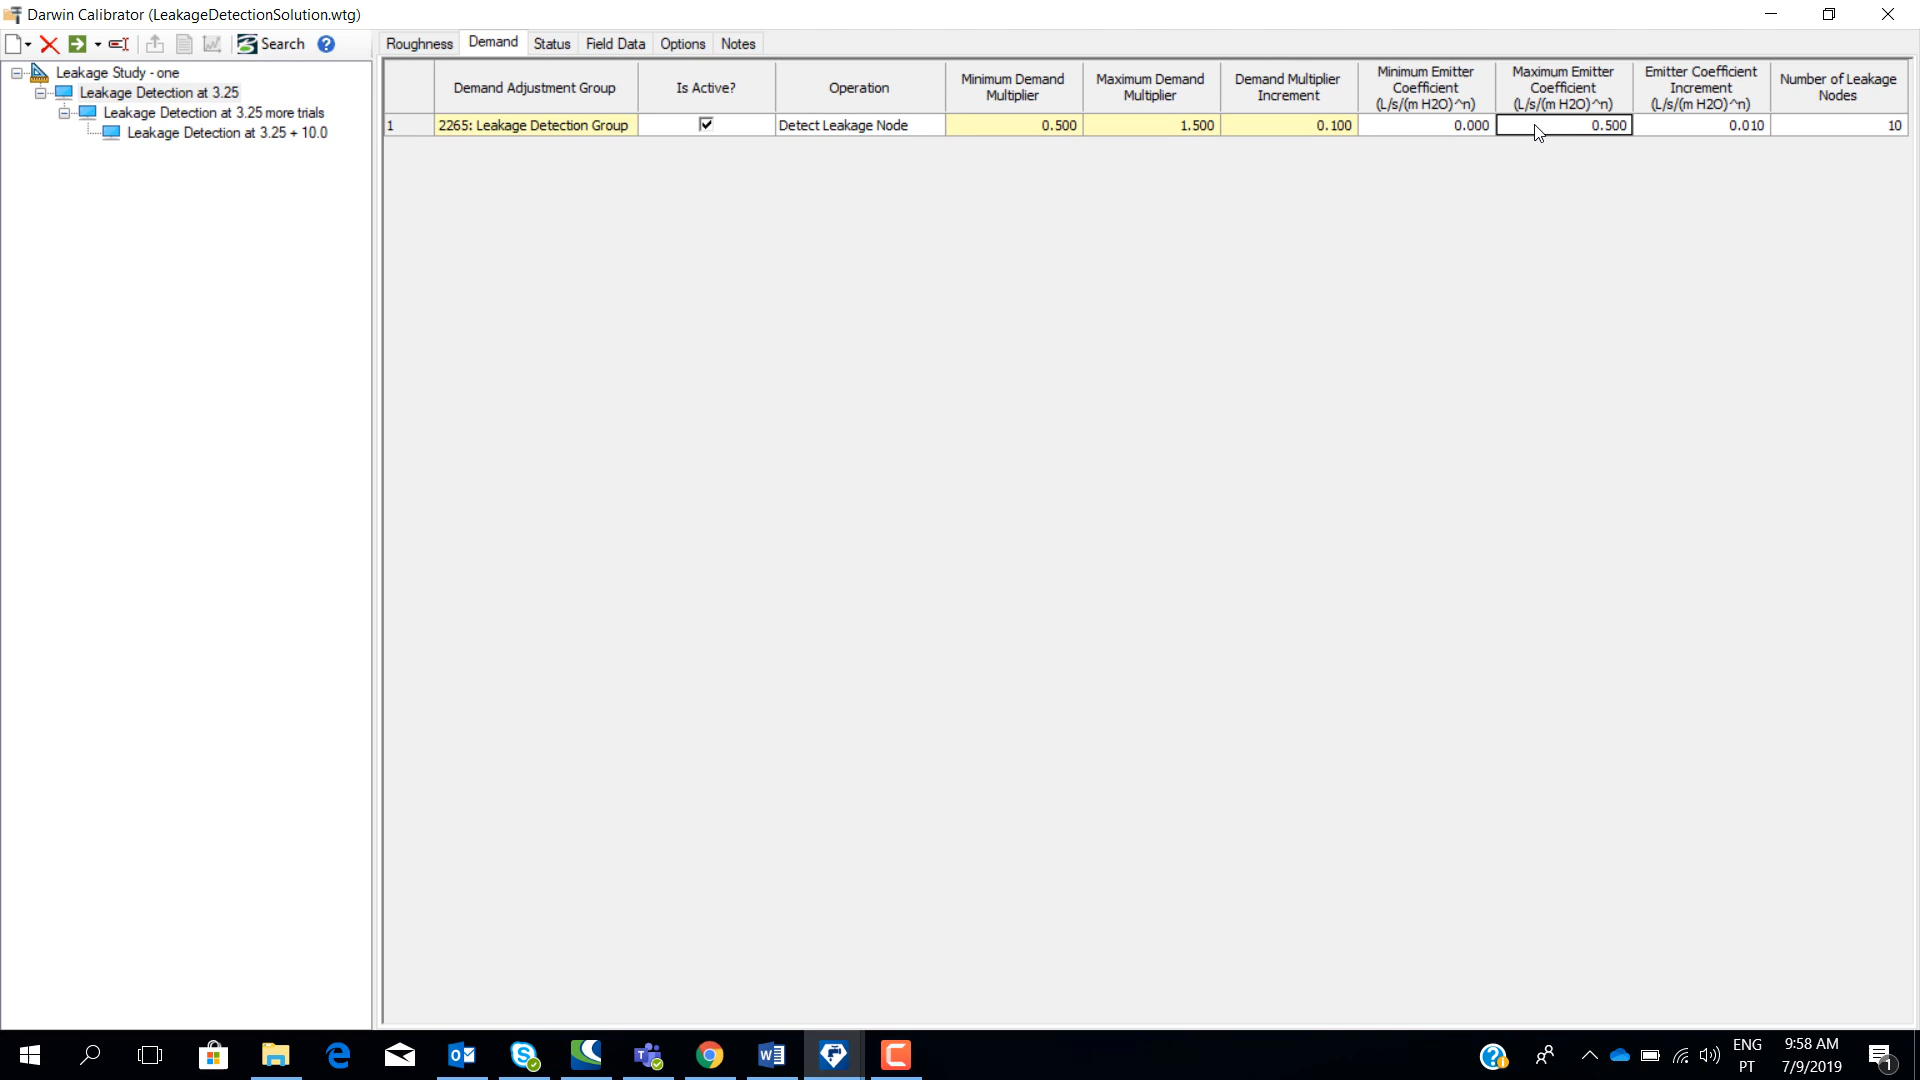 Darwin Calibrator (LeakageDetectionSolution.wtg)
Search
Leakage Study - one
Leakage Detection at 3.25
Leakage Detection at 3.25 more trials
Leakage Detection at 3.25 + 10.0
Roughness Demand Status Field Data Options Notes
Demand Adjustment Group
Is Active?
Operation
Minimum Demand
Multiplier
Maximum Demand
Multiplier
Demand Multiplier
Increment
Minimum Emitter
Coefficient
(L/s/(m H2O)^n)
Maximum Emitter
Coefficient
(L/s/(m H2O)^n)
Emitter Coefficient
Increment
(L/s/(m H2O)^n)
Number of Leakage
Nodes
1 2265: Leakage Detection Group Detect Leakage Node 0.500 1.500 0.100 0.000 0.500 0.010 10
ENG
PT
9:58 AM
7/9/2019
1